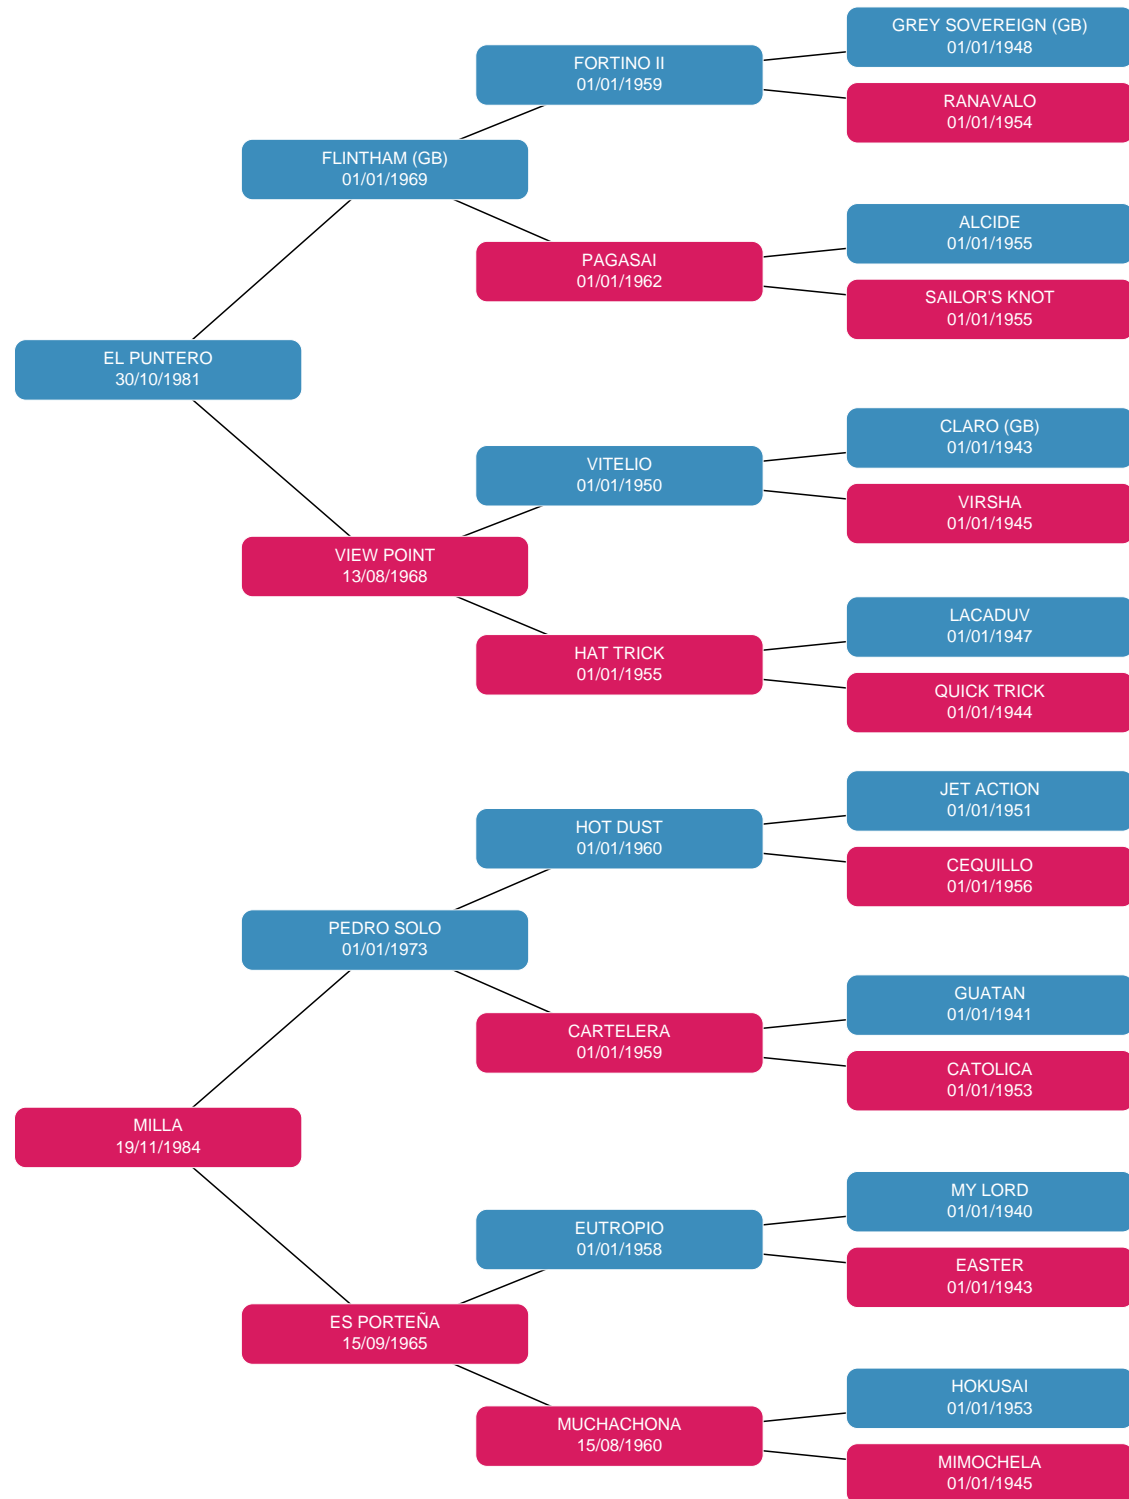 GREY SOVEREIGN (GB)
01/01/1948
FORTINO II
01/01/1959
RANAVALO
01/01/1954
FLINTHAM (GB)
01/01/1969
ALCIDE
01/01/1955
PAGASAI
01/01/1962
SAILOR'S KNOT
01/01/1955
EL PUNTERO
30/10/1981
CLARO (GB)
01/01/1943
VITELIO
01/01/1950
VIRSHA
01/01/1945
VIEW POINT
13/08/1968
LACADUV
01/01/1947
HAT TRICK
01/01/1955
QUICK TRICK
01/01/1944
JET ACTION
01/01/1951
HOT DUST
01/01/1960
CEQUILLO
01/01/1956
PEDRO SOLO
01/01/1973
GUATAN
01/01/1941
CARTELERA
01/01/1959
CATOLICA
01/01/1953
MILLA
19/11/1984
MY LORD
01/01/1940
EUTROPIO
01/01/1958
EASTER
01/01/1943
ES PORTEÑA
15/09/1965
HOKUSAI
01/01/1953
MUCHACHONA
15/08/1960
MIMOCHELA
01/01/1945